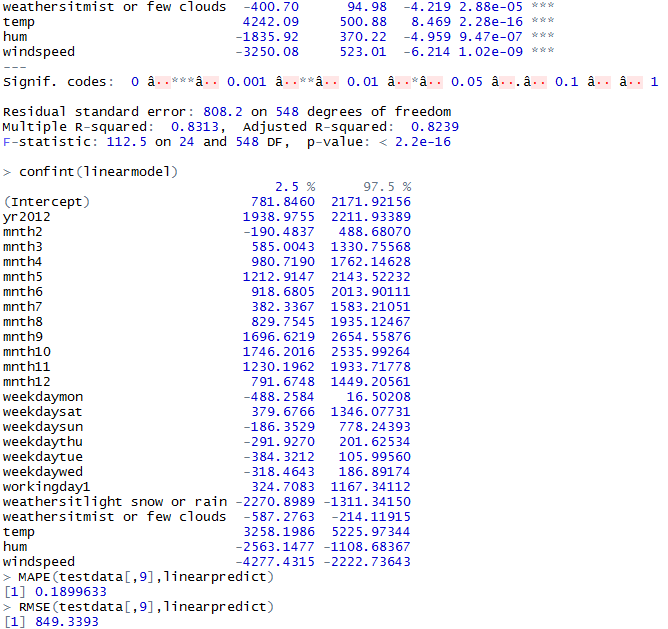 weathersitmist or few clouds  -400.70      94.98  -4.219 2.88e-05 ***
temp                          4242.09     500.88   8.469 2.28e-16 ***
hum                          -1835.92     370.22  -4.959 9.47e-07 ***
windspeed                    -3250.08     523.01  -6.214 1.02e-09 ***
---
Signif. codes:  0 â··***â·· 0.001 â··**â·· 0.01 â··*â·· 0.05 â··.â·· 0.1 â·· â·· 1
Residual standard error: 808.2 on 548 degrees of freedom
Multiple R-squared:  0.8313,  Adjusted R-squared:  0.8239
F-statistic: 112.5 on 24 and 548 DF,  p-value: < 2.2e-16
> confint(linearmodel)
2.5 %     97.5 %
(Intercept)                    781.8460  2171.92156
yr2012                        1938.9755  2211.93389
mnth2                         -190.4837   488.68070
mnth3                          585.0043  1330.75568
mnth4                          980.7190  1762.14628
mnth5                         1212.9147  2143.52232
mnth6                          918.6805  2013.90111
mnth7                          382.3367  1583.21051
mnth8                          829.7545  1935.12467
mnth9                         1696.6219  2654.55876
mnth10                        1746.2016  2535.99264
mnth11                        1230.1962  1933.71778
mnth12                         791.6748  1449.20561
weekdaymon                    -488.2584    16.50208
weekdaysat                     379.6766  1346.07731
weekdaysun                    -186.3529   778.24393
weekdaythu                    -291.9270   201.62534
weekdaytue                    -384.3212   105.99560
weekdaywed                    -318.4643   186.89174
workingday1                    324.7083  1167.34112
weathersitlight snow or rain -2270.8989 -1311.34150
weathersitmist or few clouds  -587.2763  -214.11915
temp                          3258.1986  5225.97344
hum                          -2563.1477 -1108.68367
windspeed                    -4277.4315 -2222.73643
> MAPE(testdata[,9],linearpredict)
[1] 0.1899633
> RMSE(testdata[,9],linearpredict)
[1] 849.3393